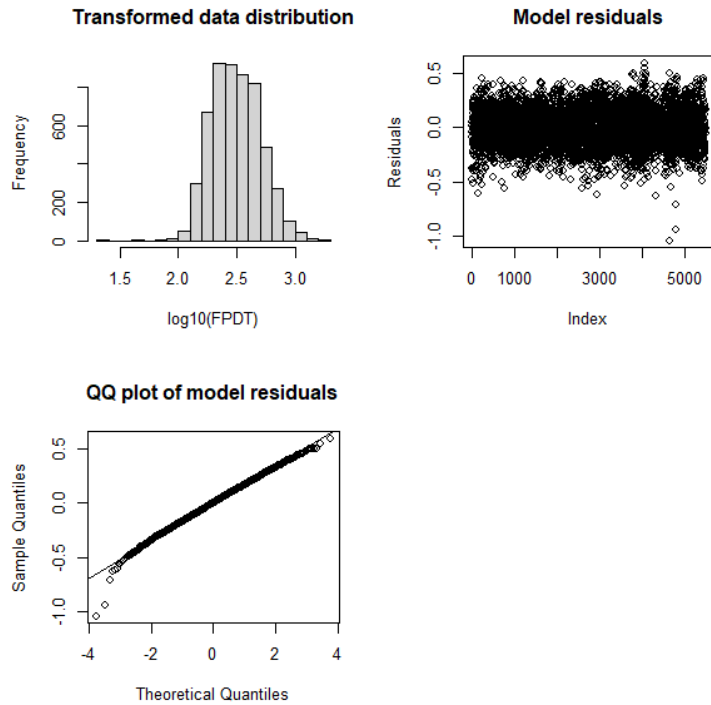 Transformed data distribution
Frequency
0
200
600
1.5
2.0
2.5
3.0
log10(FPDT)
Model residuals
Residuals
-1.0
-0.5
0.0
0.5
0
1000
3000
5000
Index
QQ plot of model residuals
Sample Quantiles
-1.0
-0.5
0.0
0.5
-4
-2
0
2
4
Theoretical Quantiles